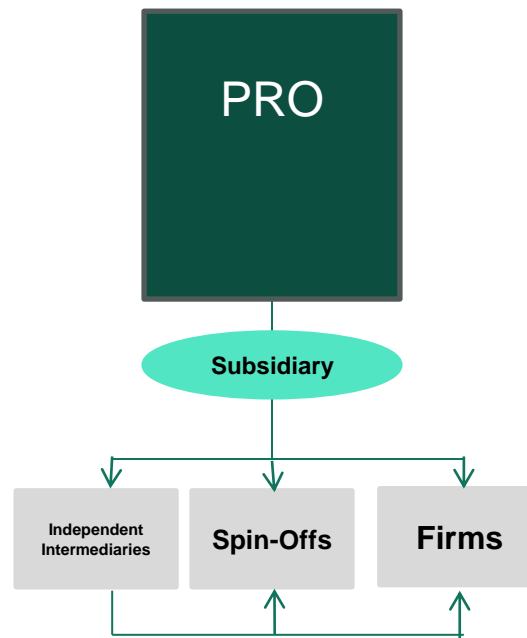 PRO
Subsidiary
Independent
Intermediaries
Spin-Offs
Firms